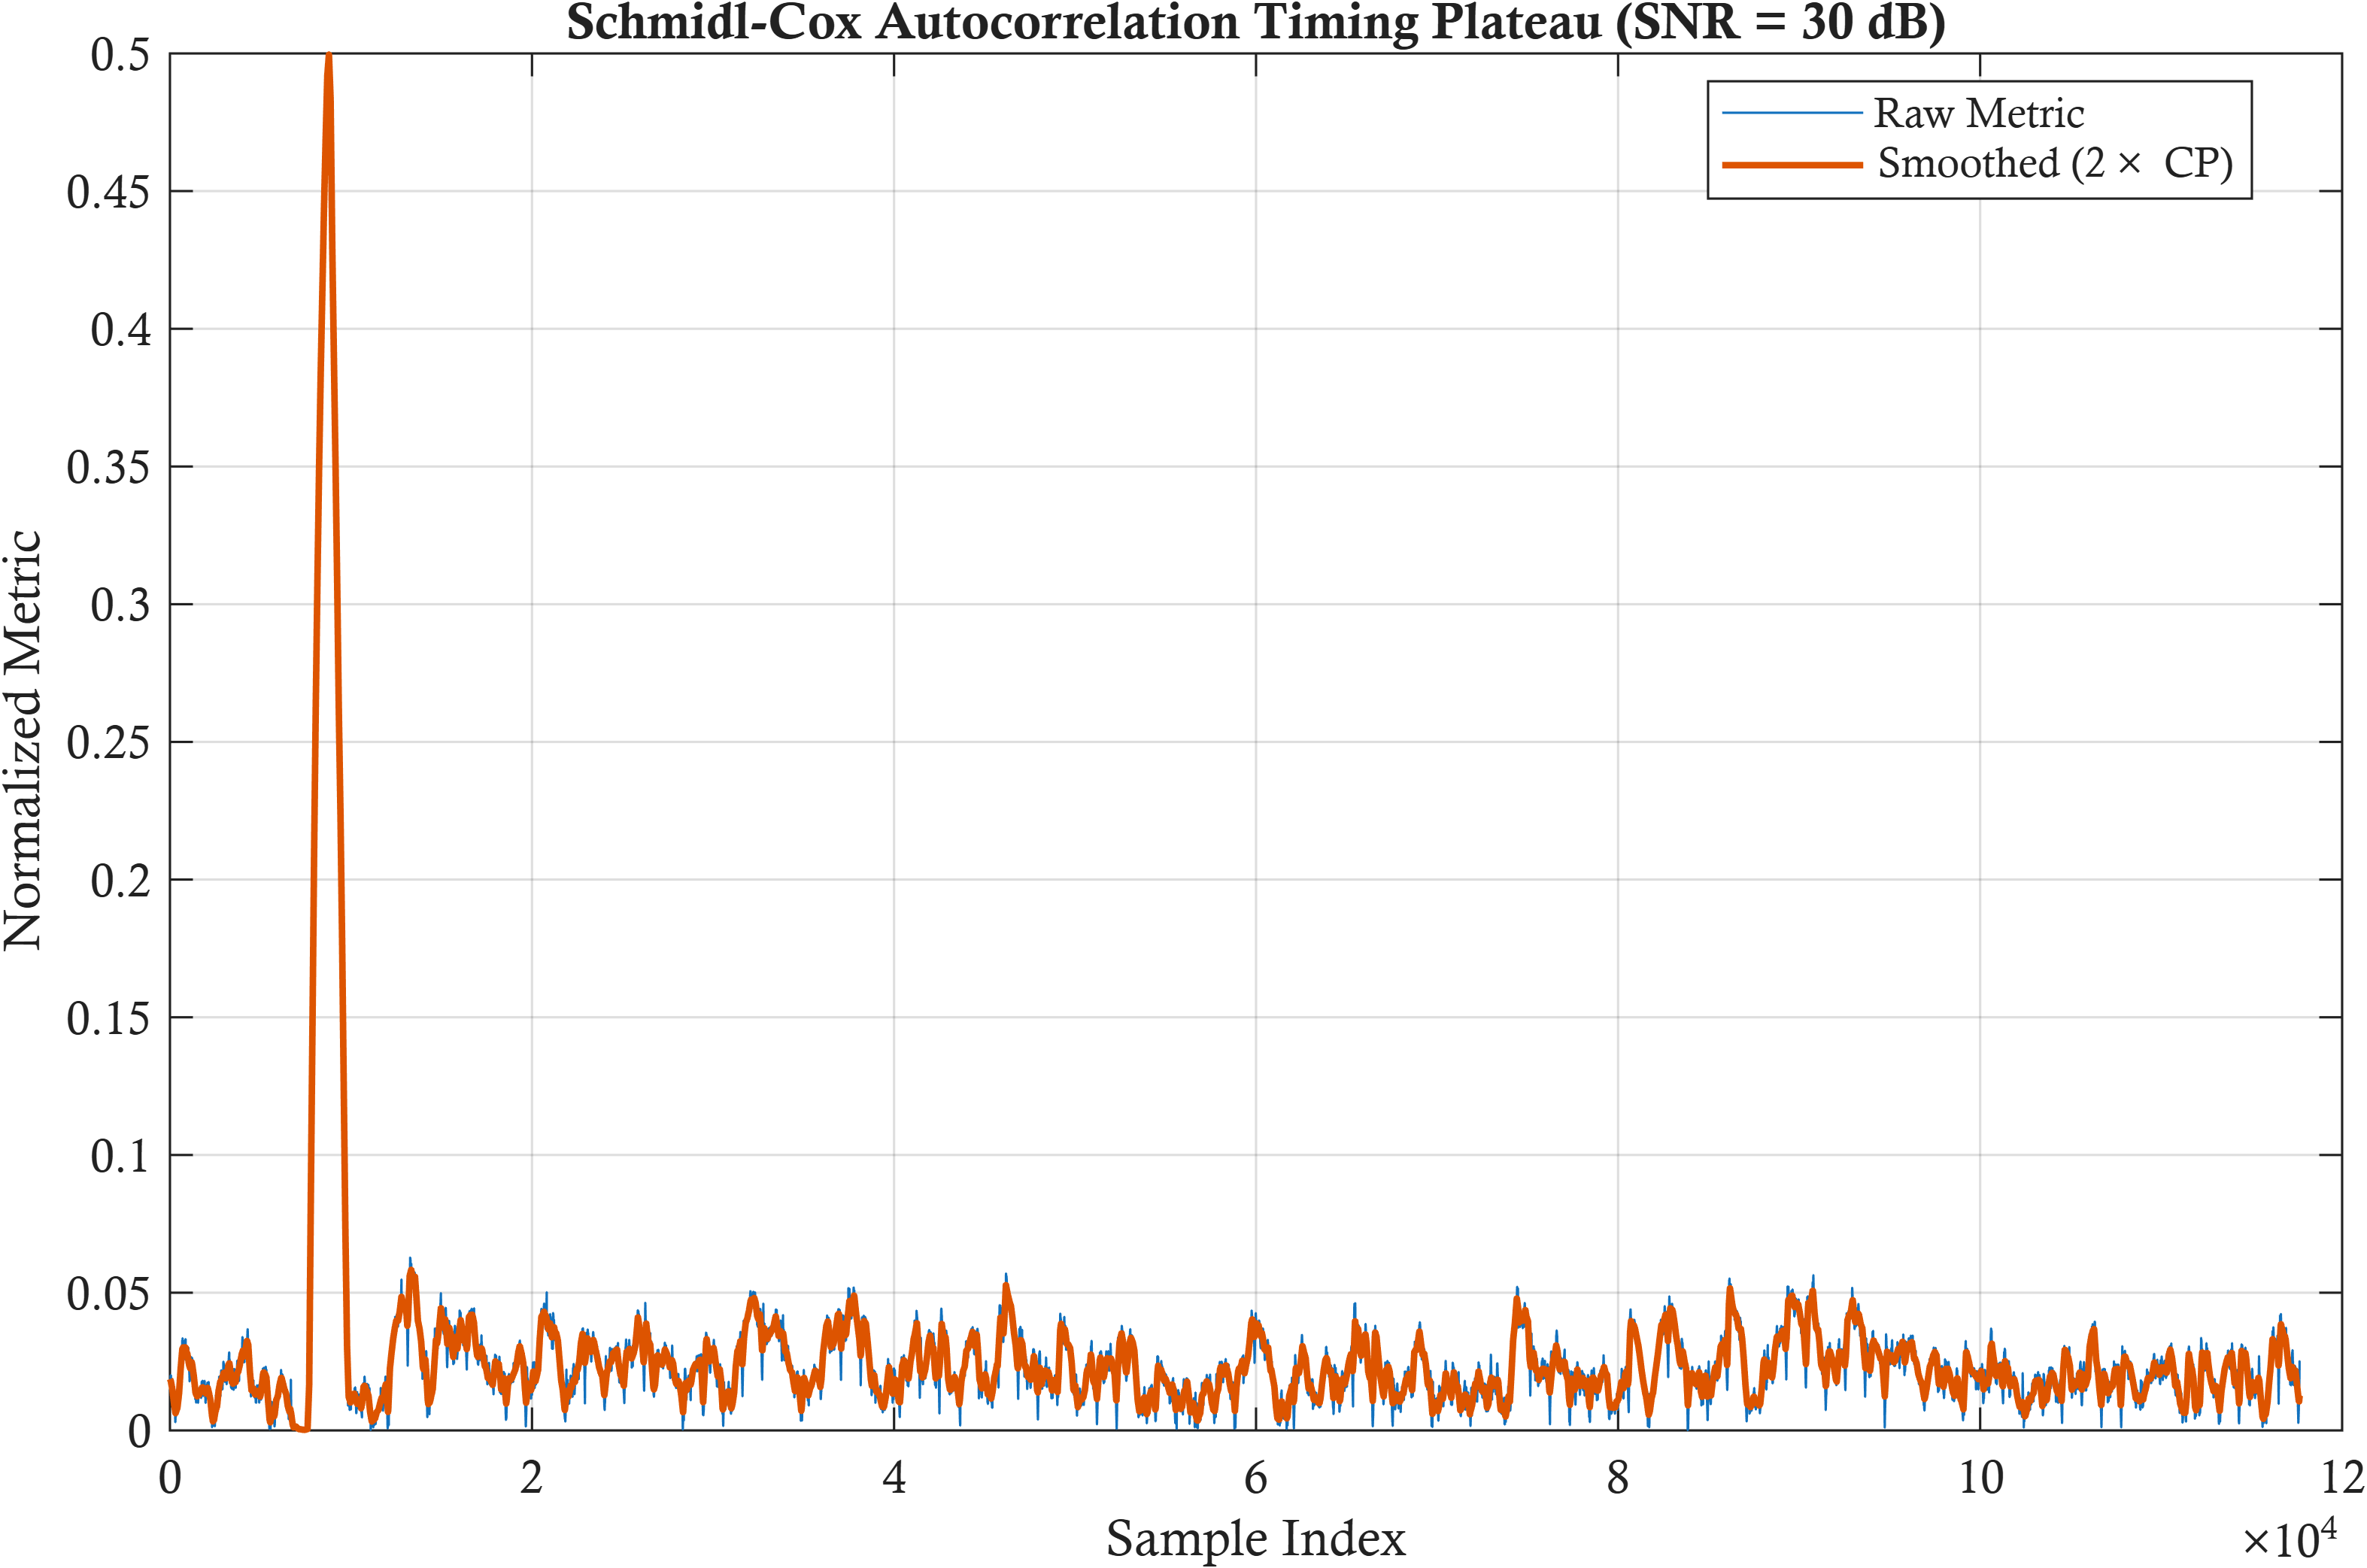 Schmidl-Cox Autocorrelation Timing Plateau (SNR = 30 dB)
Raw Metric
Smoothed (2 × CP)
Normalized Metric
0.5
0.45
0.4
0.35
0.3
0.25
0.2
0.15
0.1
0.05
0
0 2 4 6 8 10 12
×10⁴
Sample Index